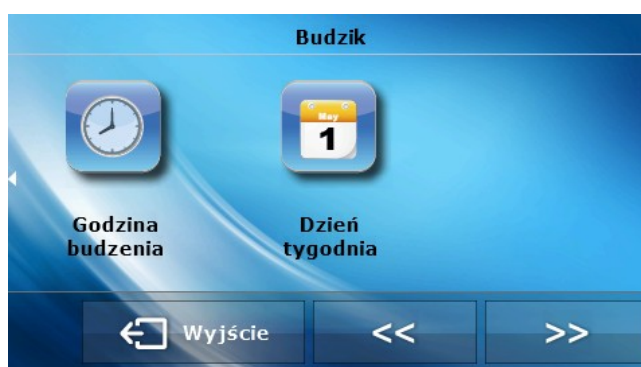 Budzik
May
1
Godzina
budzenia
Dzień
tygodnia
Wyjście
<<
>>